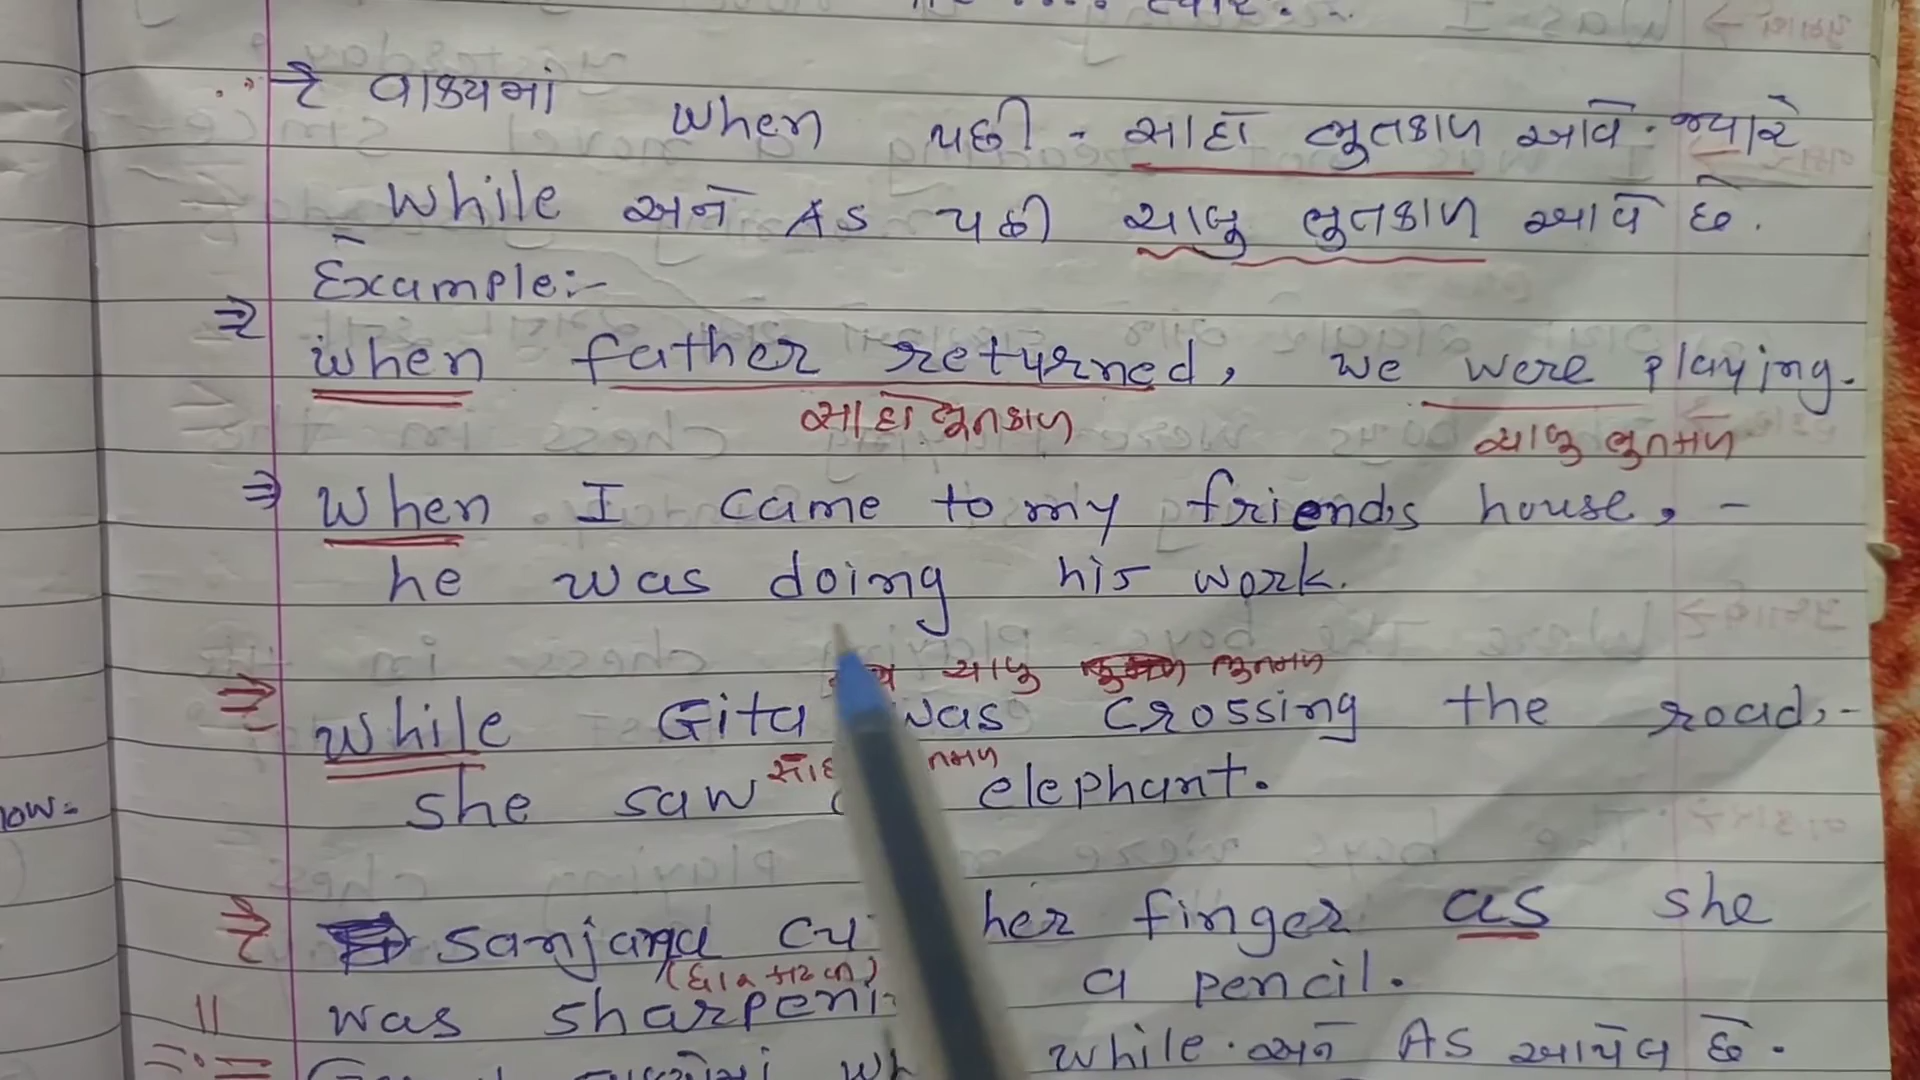 વાક્યમાં when પછી - સાદો ભૂતકાળ આવે. જ્યારે
while અને AS પછી ચાલુ ભૂતકાળ આવે છે.
Example:-
when father returned, we were playing.
સાદો ભૂતકાળ ચાલુ ભૂતકાળ
when I came to my friends house, -
he was doing his work.
ચાલુ ભૂતકાળ
while Gita was crossing the road, -
she saw elephant.
sanjana her finger as she
was a pencil.
while અને AS આવેલ છે.